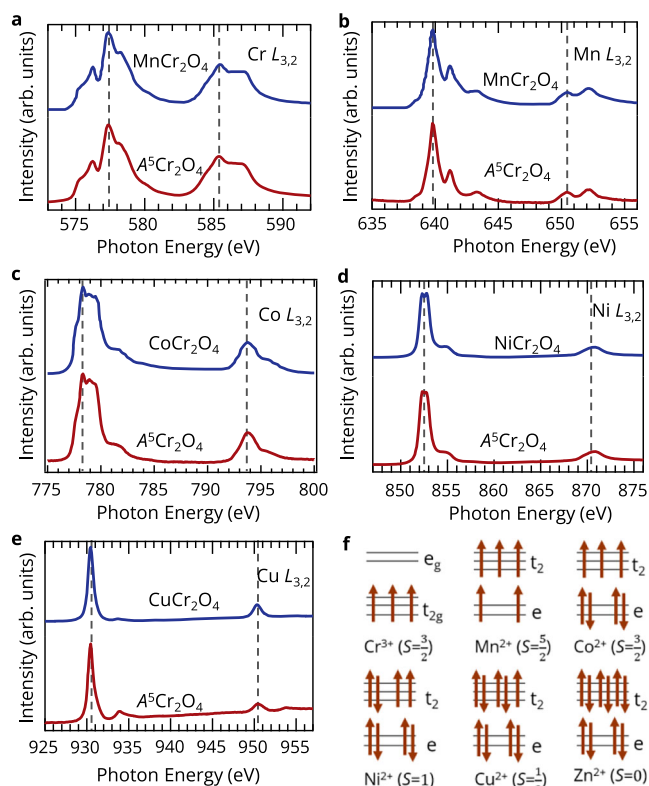 a
Intensity (arb. units)
MnCr₂O₄
Cr L₃,₂
A⁵Cr₂O₄
575 580 585 590
Photon Energy (eV)
b
Intensity (arb. units)
MnCr₂O₄
Mn L₃,₂
A⁵Cr₂O₄
635 640 645 650 655
Photon Energy (eV)
c
Intensity (arb. units)
CoCr₂O₄
Co L₃,₂
A⁵Cr₂O₄
775 780 785 790 795 800
Photon Energy (eV)
d
Intensity (arb. units)
NiCr₂O₄
Ni L₃,₂
A⁵Cr₂O₄
850 855 860 865 870 875
Photon Energy (eV)
e
Intensity (arb. units)
CuCr₂O₄
Cu L₃,₂
A⁵Cr₂O₄
925 930 935 940 945 950 955
Photon Energy (eV)
f
e_g t₂ t₂
t₂g e e
Cr³⁺ (S=3/2) Mn²⁺ (S=5/2) Co²⁺ (S=3/2)
t₂ t₂ t₂
e e e
Ni²⁺ (S=1) Cu²⁺ (S=1/2) Zn²⁺ (S=0)